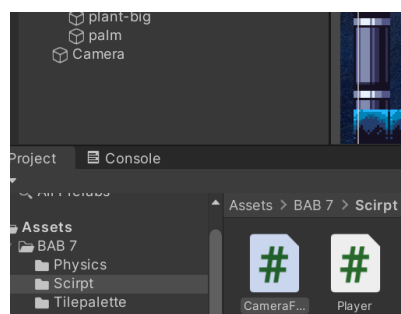 plant-big
palm
Camera
Project
Console
Assets > BAB 7 > Scirpt
Assets
BAB 7
Physics
Scirpt
Tilepalette
CameraF...
Player